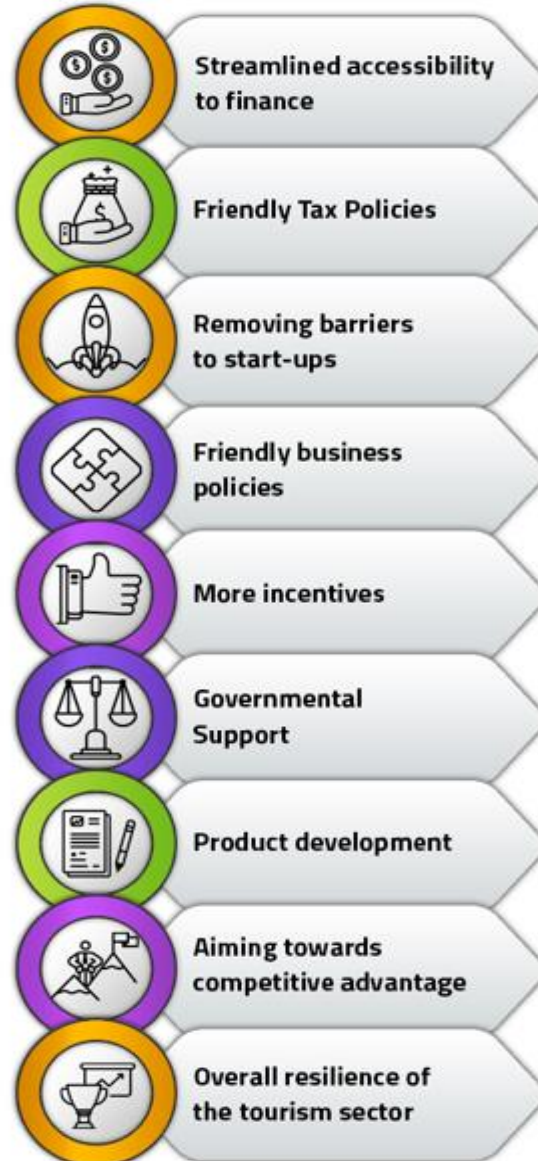 Streamlined accessibility
to finance
Friendly Tax Policies
Removing barriers
to start-ups
Friendly business
policies
More incentives
Governmental
Support
Product development
Aiming towards
competitive advantage
Overall resilience of
the tourism sector